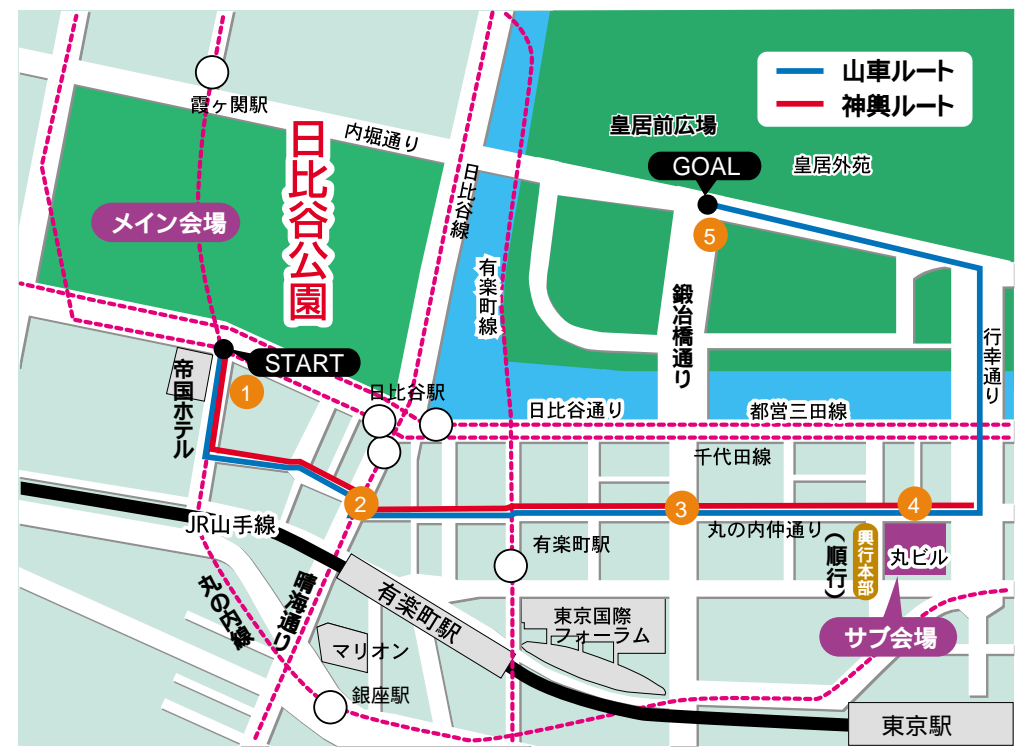 山車ルート
神輿ルート
霞ヶ関駅
内堀通り
皇居前広場
GOAL
皇居外苑
日比谷公園
日比谷線
メイン会場
5
有楽町線
鍛冶橋通り
行幸通り
START
帝国ホテル
1
日比谷駅
日比谷通り
都営三田線
千代田線
2
3
4
丸の内仲通り
JR山手線
有楽町駅
(順行)
興行本部
丸ビル
丸の内線
晴海通り
有楽町駅
東京国際
フォーラム
サブ会場
マリオン
銀座駅
東京駅